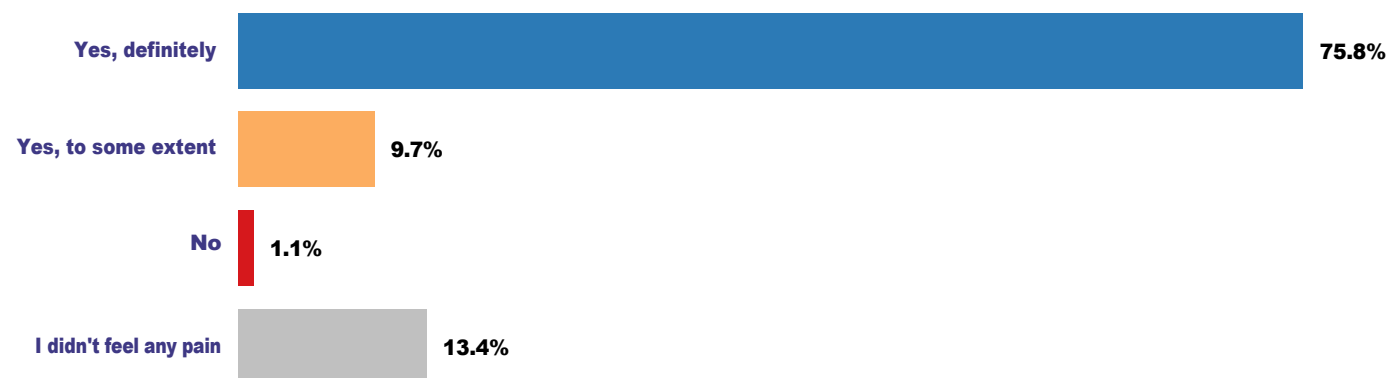 Yes, definitely 75.8%
Yes, to some extent 9.7%
No 1.1%
I didn't feel any pain 13.4%